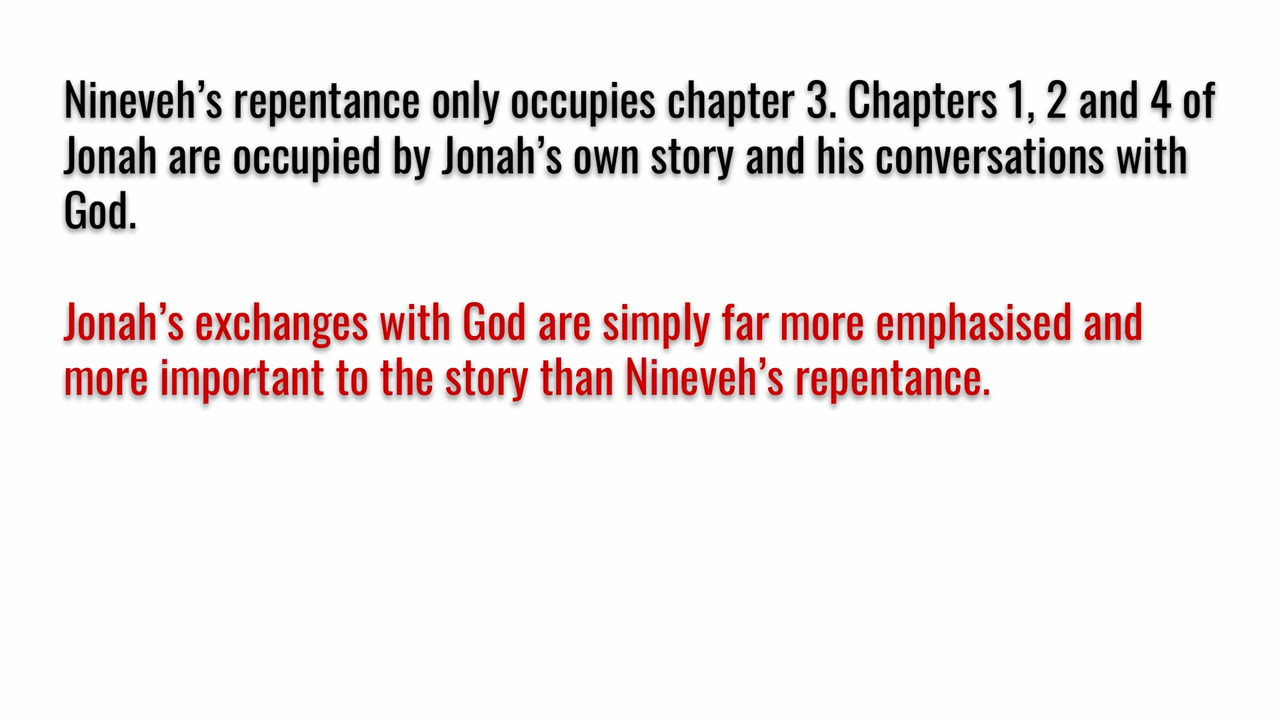 Nineveh’s repentance only occupies chapter 3. Chapters 1, 2 and 4 of
Jonah are occupied by Jonah’s own story and his conversations with
God.
Jonah’s exchanges with God are simply far more emphasised and
more important to the story than Nineveh’s repentance.